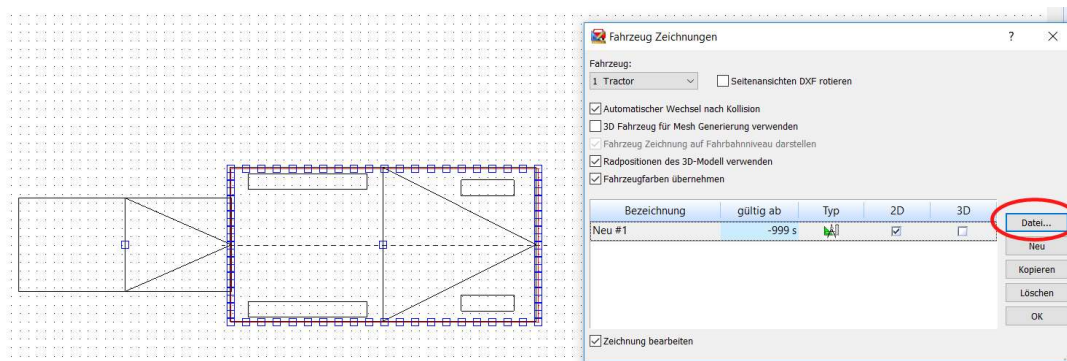 Fahrzeug Zeichnungen
?
Fahrzeug:
1 Tractor
Seitenansichten DXF rotieren
Automatischer Wechsel nach Kollision
3D Fahrzeug für Mesh Generierung verwenden
Fahrzeug Zeichnung auf Fahrbahnniveau darstellen
Radpositionen des 3D-Modell verwenden
Fahrzeugfarben übernehmen
Bezeichnung gültig ab Typ 2D 3D
Neu #1 -999 s
Datei...
Neu
Kopieren
Löschen
OK
Zeichnung bearbeiten